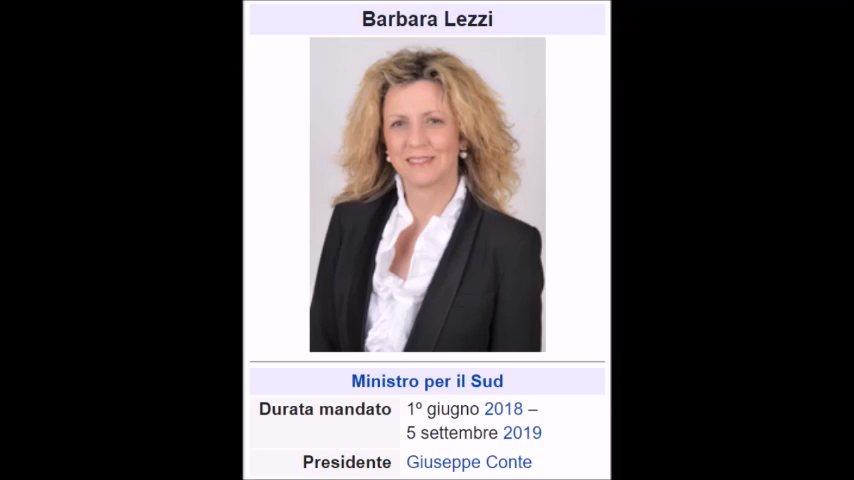 Barbara Lezzi
Ministro per il Sud
Durata mandato 1º giugno 2018 –
5 settembre 2019
Presidente Giuseppe Conte